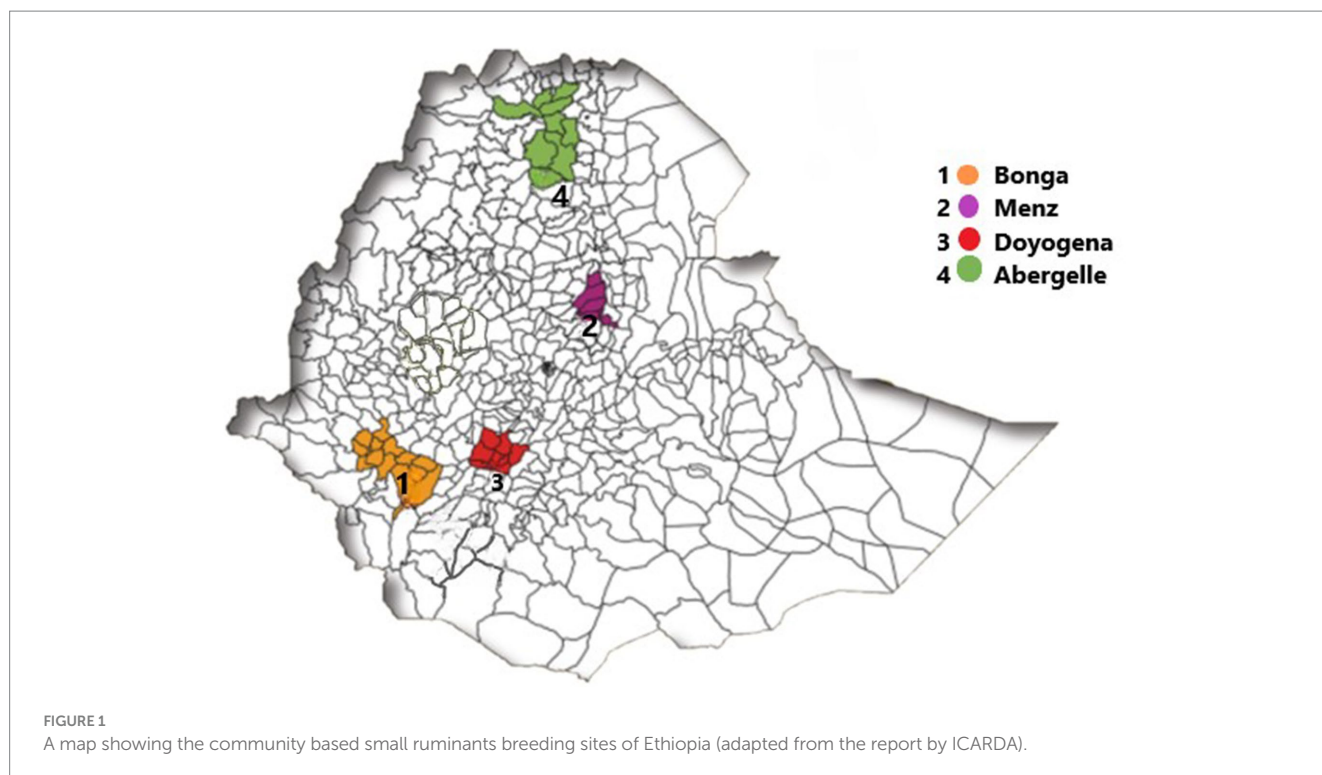 4
2
1
3
1 Bonga
2 Menz
3 Doyogena
4 Abergelle
FIGURE 1
A map showing the community based small ruminants breeding sites of Ethiopia (adapted from the report by ICARDA).